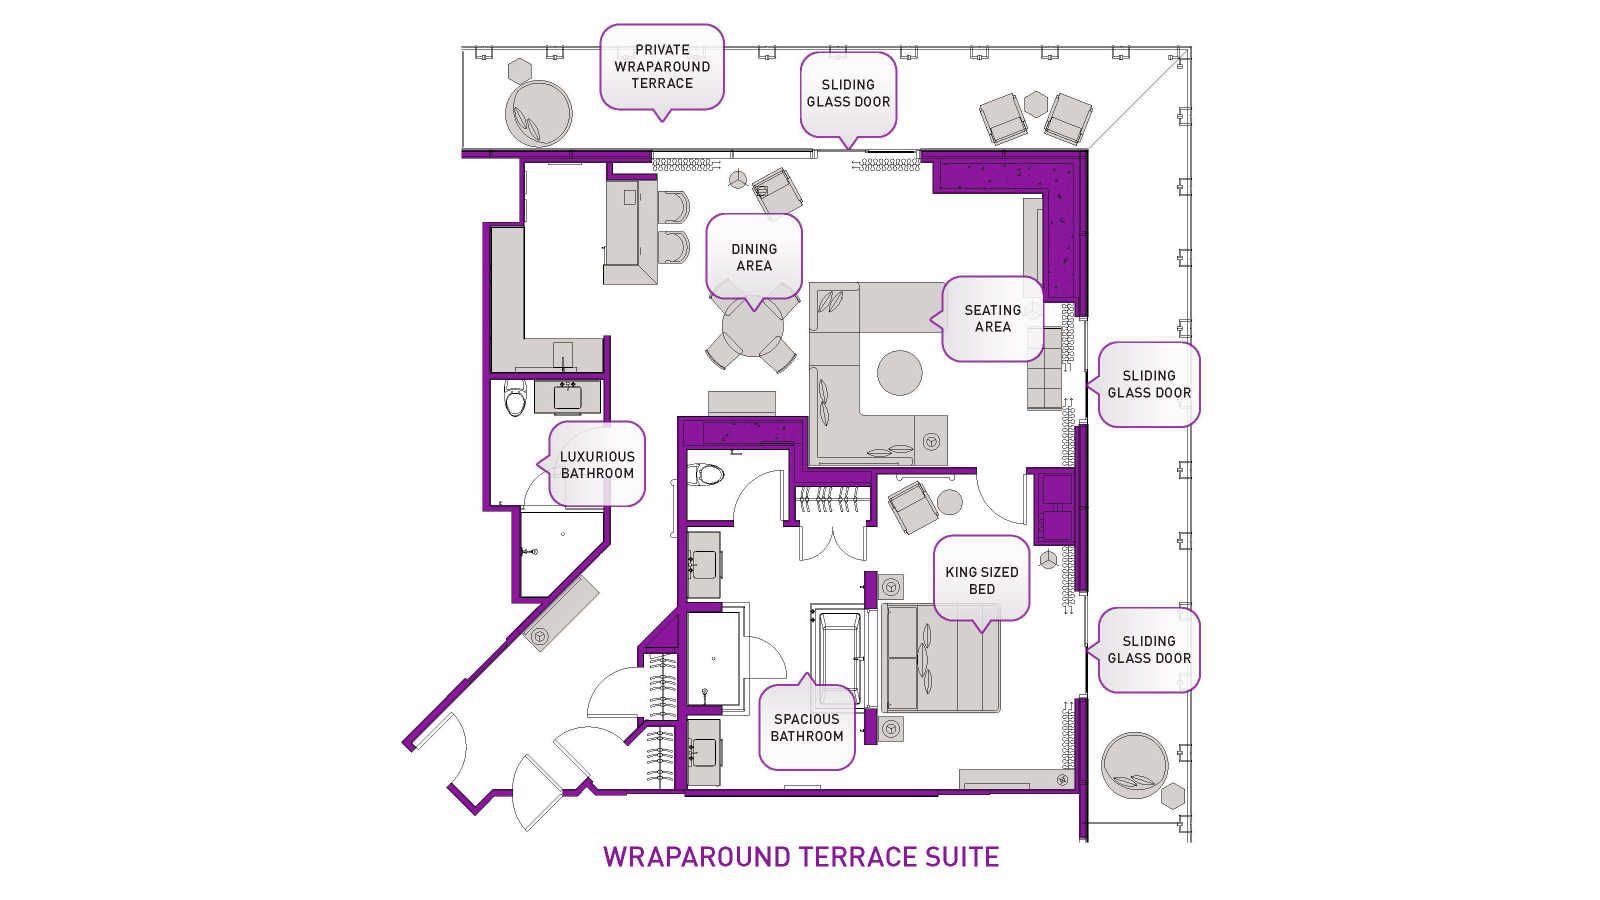 PRIVATE
WRAPAROUND
TERRACE
SLIDING
GLASS DOOR
DINING
AREA
SEATING
AREA
SLIDING
GLASS DOOR
LUXURIOUS
BATHROOM
KING SIZED
BED
SLIDING
GLASS DOOR
SPACIOUS
BATHROOM
WRAPAROUND TERRACE SUITE